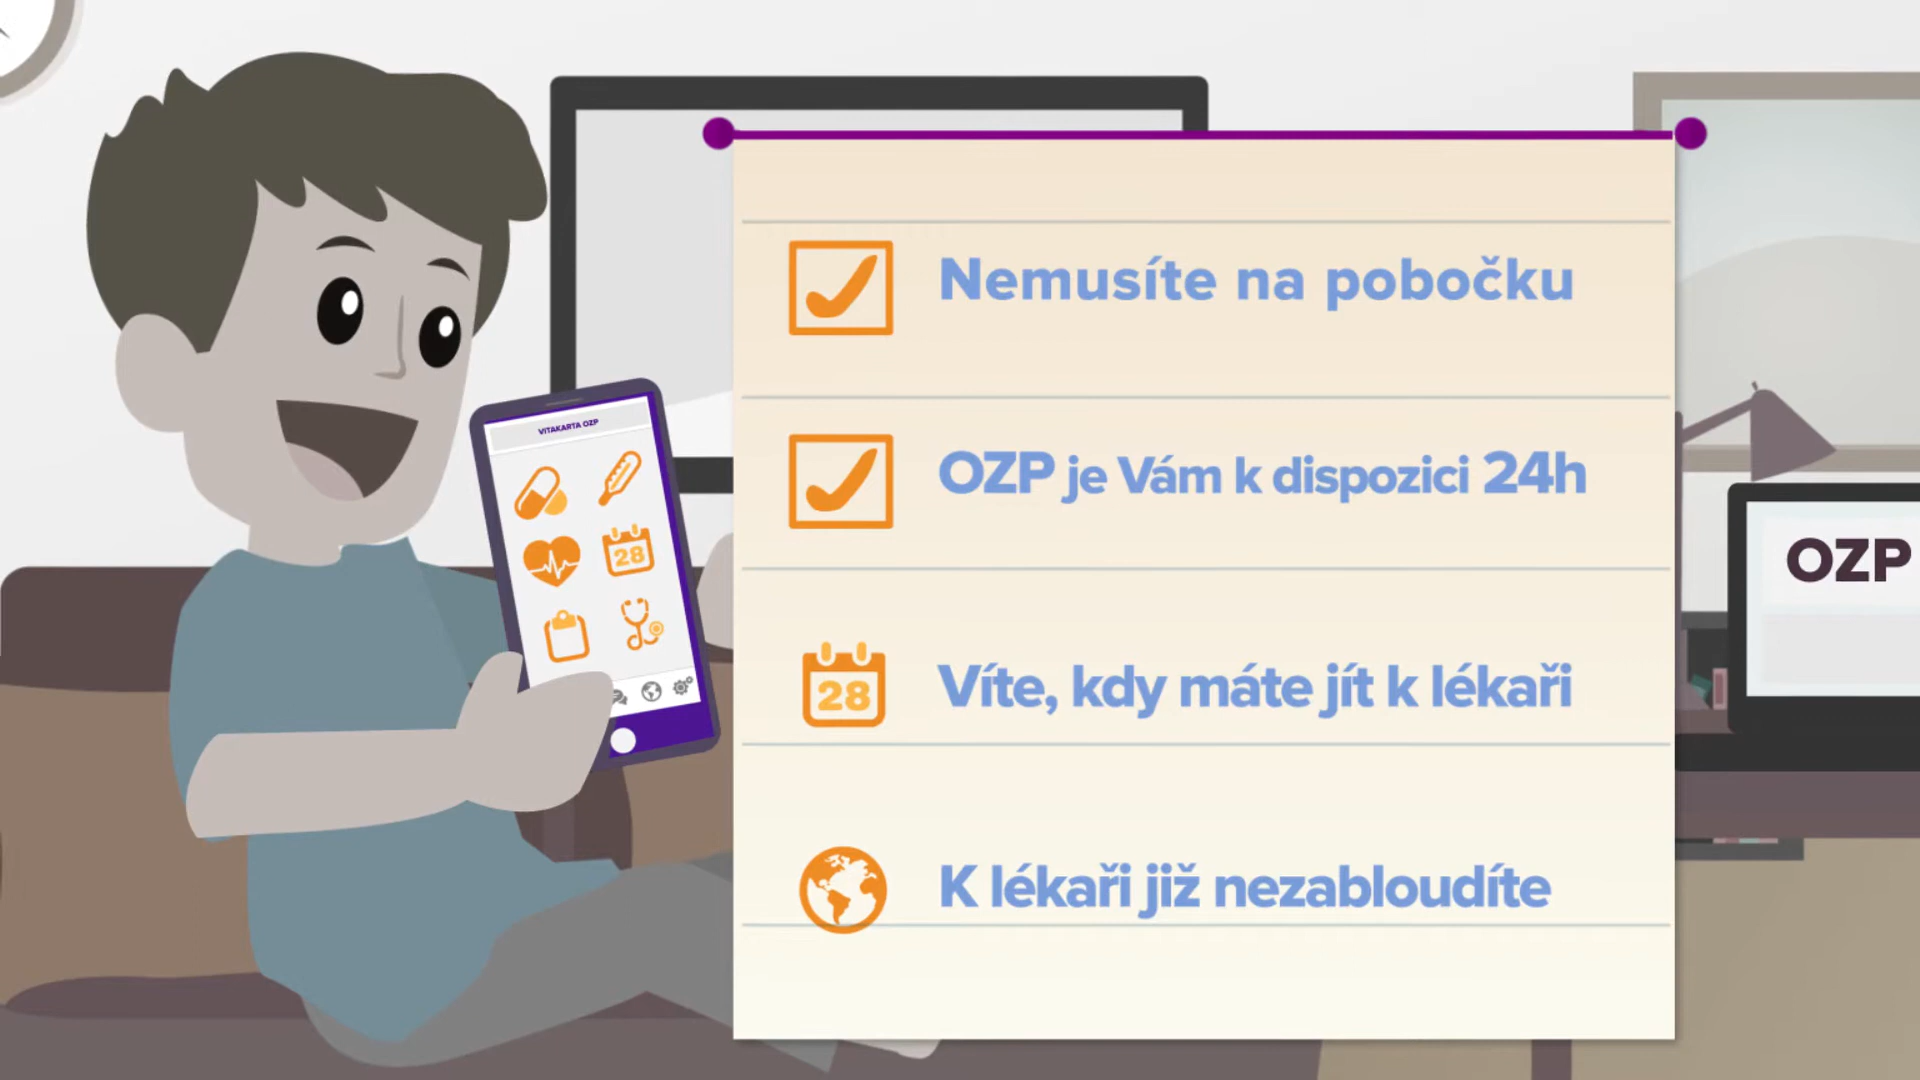 VITAKARTA OZP
28
Nemusíte na pobočku
OZP je Vám k dispozici 24h
28
Víte, kdy máte jít k lékaři
K lékaři již nezabloudíte
OZP